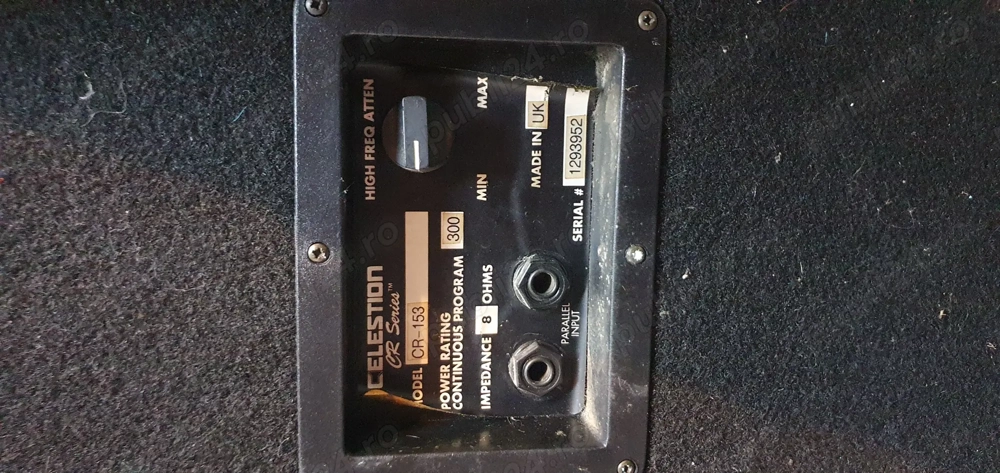 CELESTION
CR Series™
MODEL CR-153
POWER RATING
CONTINUOUS PROGRAM 300
IMPEDANCE 8 OHMS
HIGH FREQ ATTEN
MIN MAX
PARALLEL
INPUT
MADE IN UK
SERIAL # 1293952